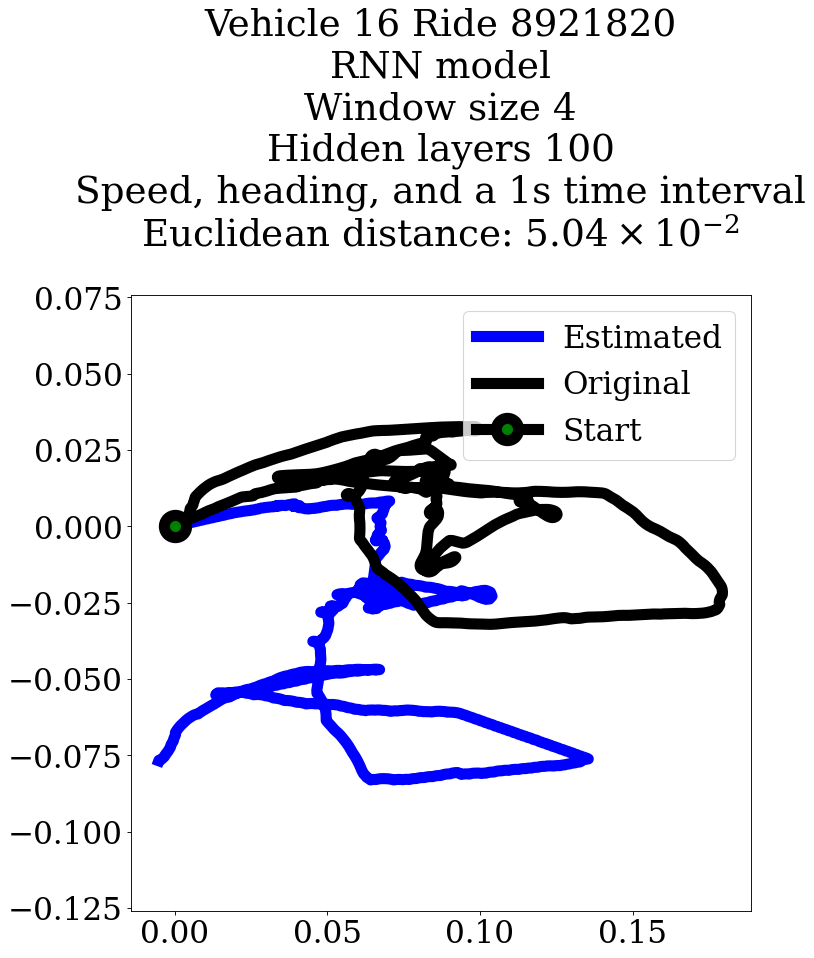 Vehicle 16 Ride 8921820
RNN model
Window size 4
Hidden layers 100
Speed, heading, and a 1s time interval
Euclidean distance: 5.04 × 10⁻²
0.075
0.050
0.025
0.000
−0.025
−0.050
−0.075
−0.100
−0.125
Estimated
Original
Start
0.00 0.05 0.10 0.15